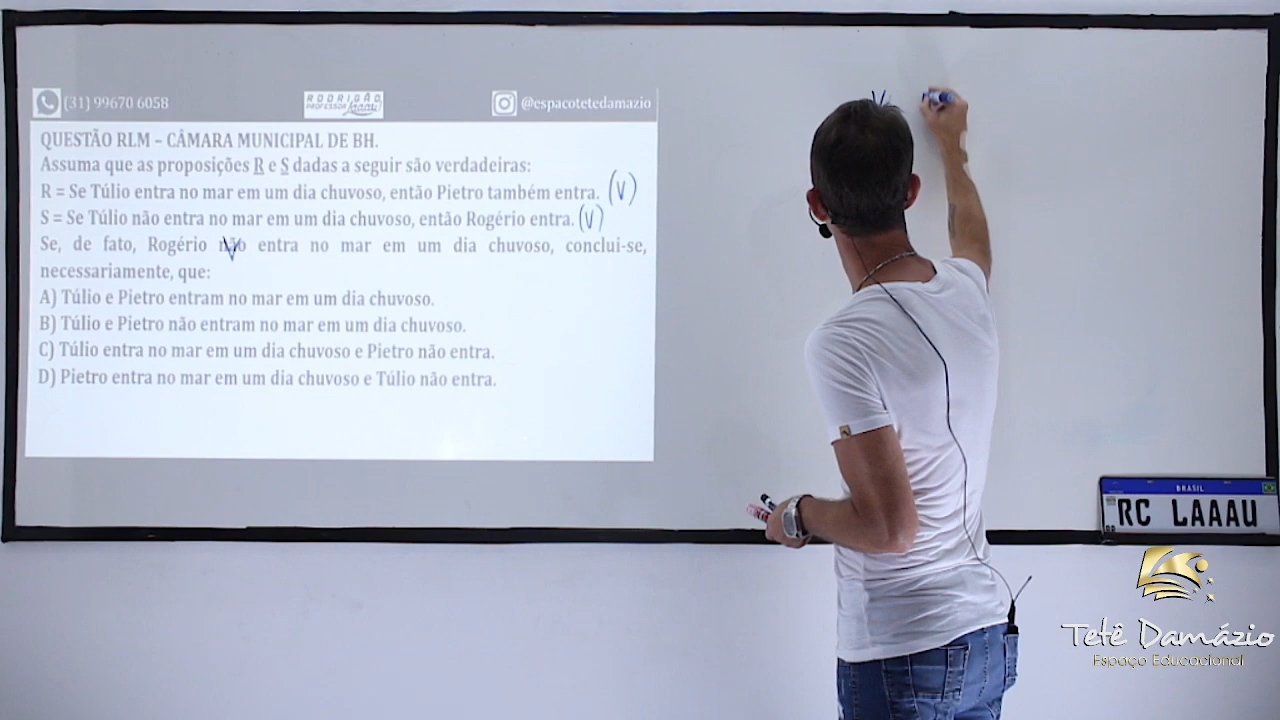 (31) 99670 6058
RODRIGÃO
PROFESSOR
@espacotetedamazio
QUESTÃO RLM – CÂMARA MUNICIPAL DE BH.
Assuma que as proposições R e S dadas a seguir são verdadeiras:
R = Se Túlio entra no mar em um dia chuvoso, então Pietro também entra. (V)
S = Se Túlio não entra no mar em um dia chuvoso, então Rogério entra. (V)
Se, de fato, Rogério não entra no mar em um dia chuvoso, conclui-se,
V
necessariamente, que:
A) Túlio e Pietro entram no mar em um dia chuvoso.
B) Túlio e Pietro não entram no mar em um dia chuvoso.
C) Túlio entra no mar em um dia chuvoso e Pietro não entra.
D) Pietro entra no mar em um dia chuvoso e Túlio não entra.
BRASIL
RC LAAAU
Tetê Damázio
Espaço Educacional